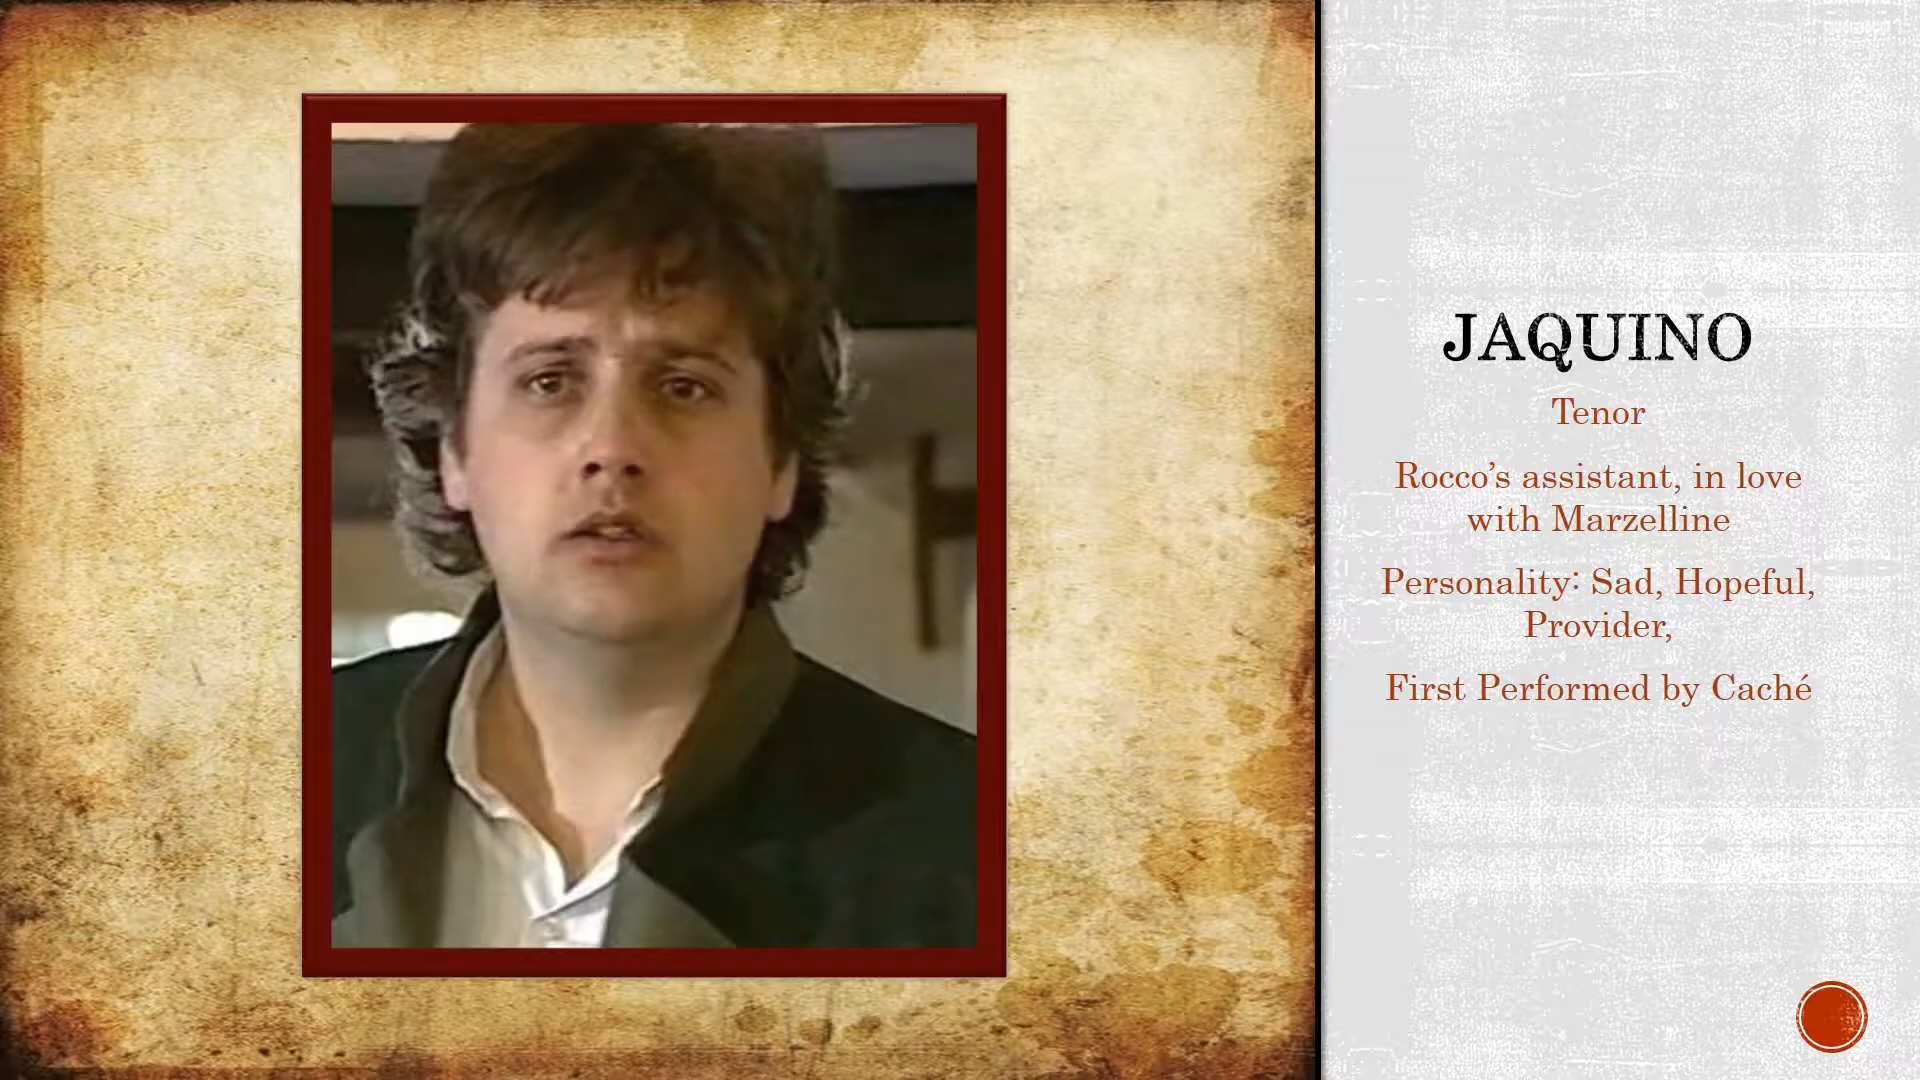 JAQUINO
Tenor
Rocco’s assistant, in love
with Marzelline
Personality: Sad, Hopeful,
Provider,
First Performed by Caché